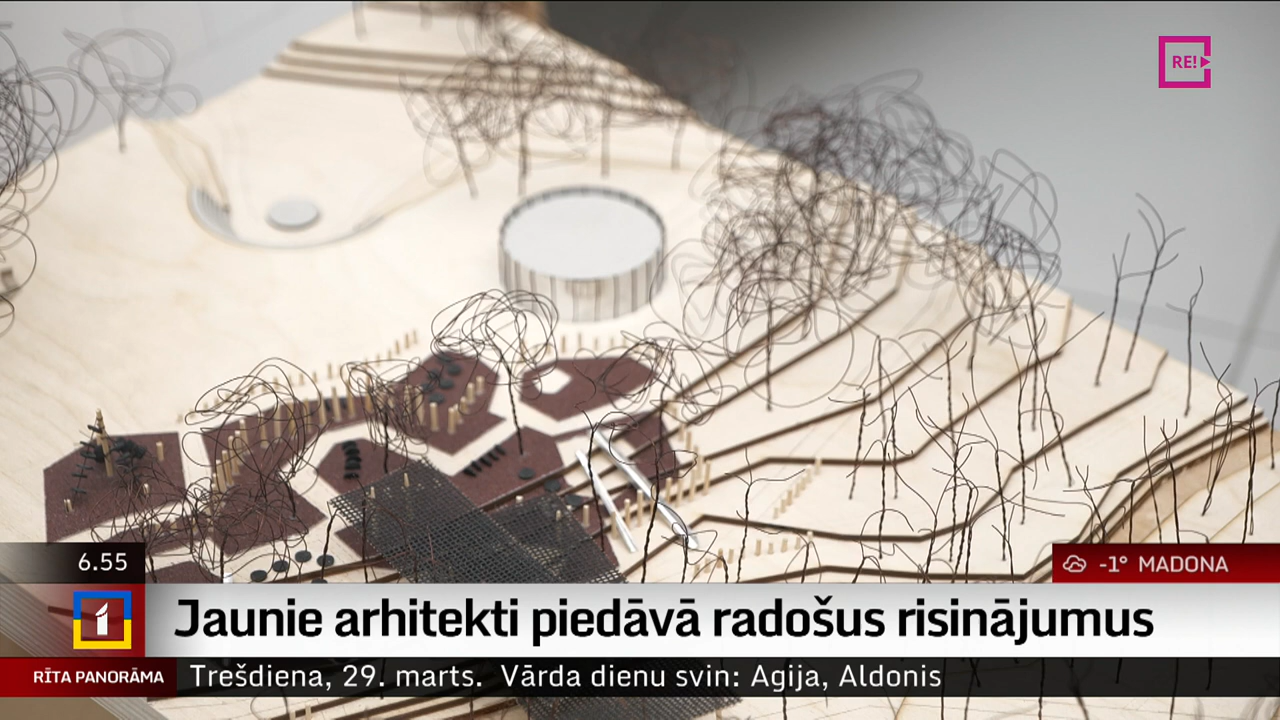 RE!
6.55
-1° MADONA
1
Jaunie arhitekti piedāvā radošus risinājumus
RĪTA PANORĀMA
Trešdiena, 29. marts. Vārda dienu svin: Agija, Aldonis